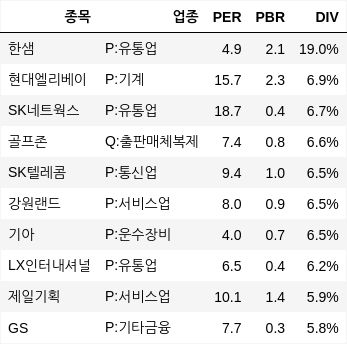 종목 업종 PER PBR DIV
한샘 P:유통업 4.9 2.1 19.0%
현대엘리베이 P:기계 15.7 2.3 6.9%
SK네트웍스 P:유통업 18.7 0.4 6.7%
골프존 Q:출판매체복제 7.4 0.8 6.6%
SK텔레콤 P:통신업 9.4 1.0 6.5%
강원랜드 P:서비스업 8.0 0.9 6.5%
기아 P:운수장비 4.0 0.7 6.5%
LX인터내셔널 P:유통업 6.5 0.4 6.2%
제일기획 P:서비스업 10.1 1.4 5.9%
GS P:기타금융 7.7 0.3 5.8%